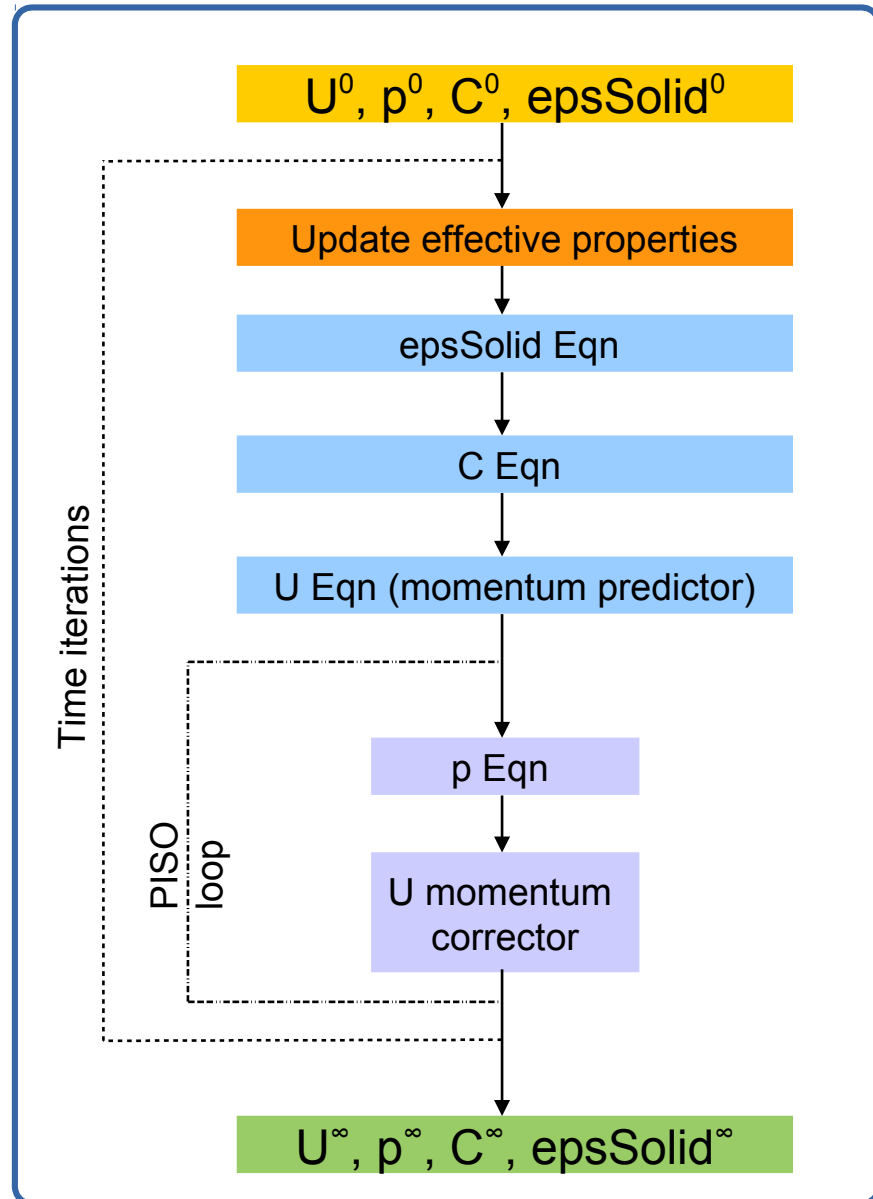 U⁰, p⁰, C⁰, epsSolid⁰
Update effective properties
epsSolid Eqn
C Eqn
U Eqn (momentum predictor)
Time iterations
PISO
loop
p Eqn
U momentum
corrector
U^∞, p^∞, C^∞, epsSolid^∞